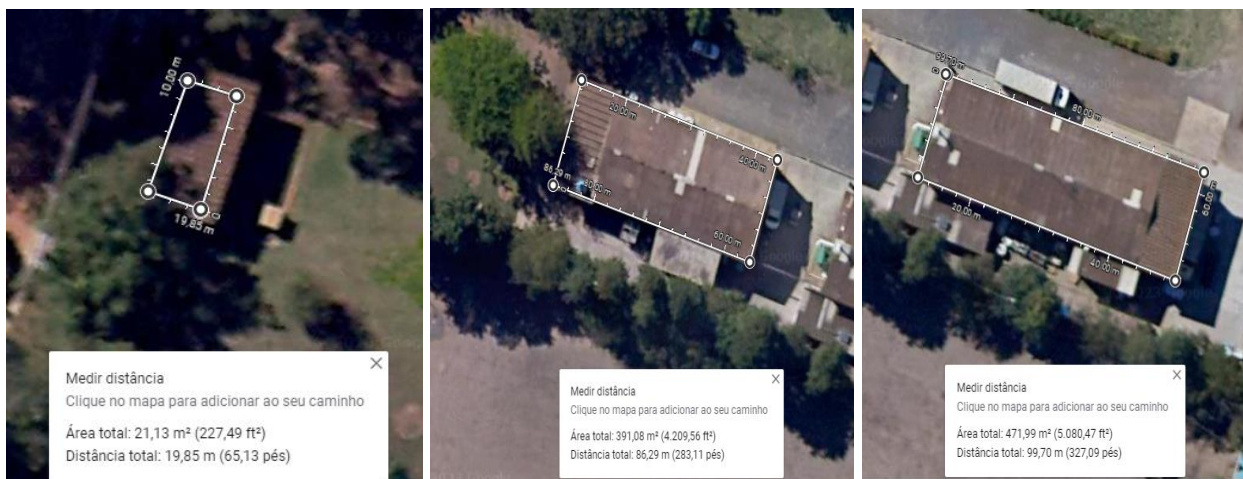 10,00 m
19,85 m
Medir distância
Clique no mapa para adicionar ao seu caminho
Área total: 21,13 m² (227,49 ft²)
Distância total: 19,85 m (65,13 pés)
20,00 m
40,00 m
86,29 m
80,00 m
60,00 m
Medir distância
Clique no mapa para adicionar ao seu caminho
Área total: 391,08 m² (4.209,56 ft²)
Distância total: 86,29 m (283,11 pés)
99,70 m
80,00 m
60,00 m
20,00 m
40,00 m
Medir distância
Clique no mapa para adicionar ao seu caminho
Área total: 471,99 m² (5.080,47 ft²)
Distância total: 99,70 m (327,09 pés)